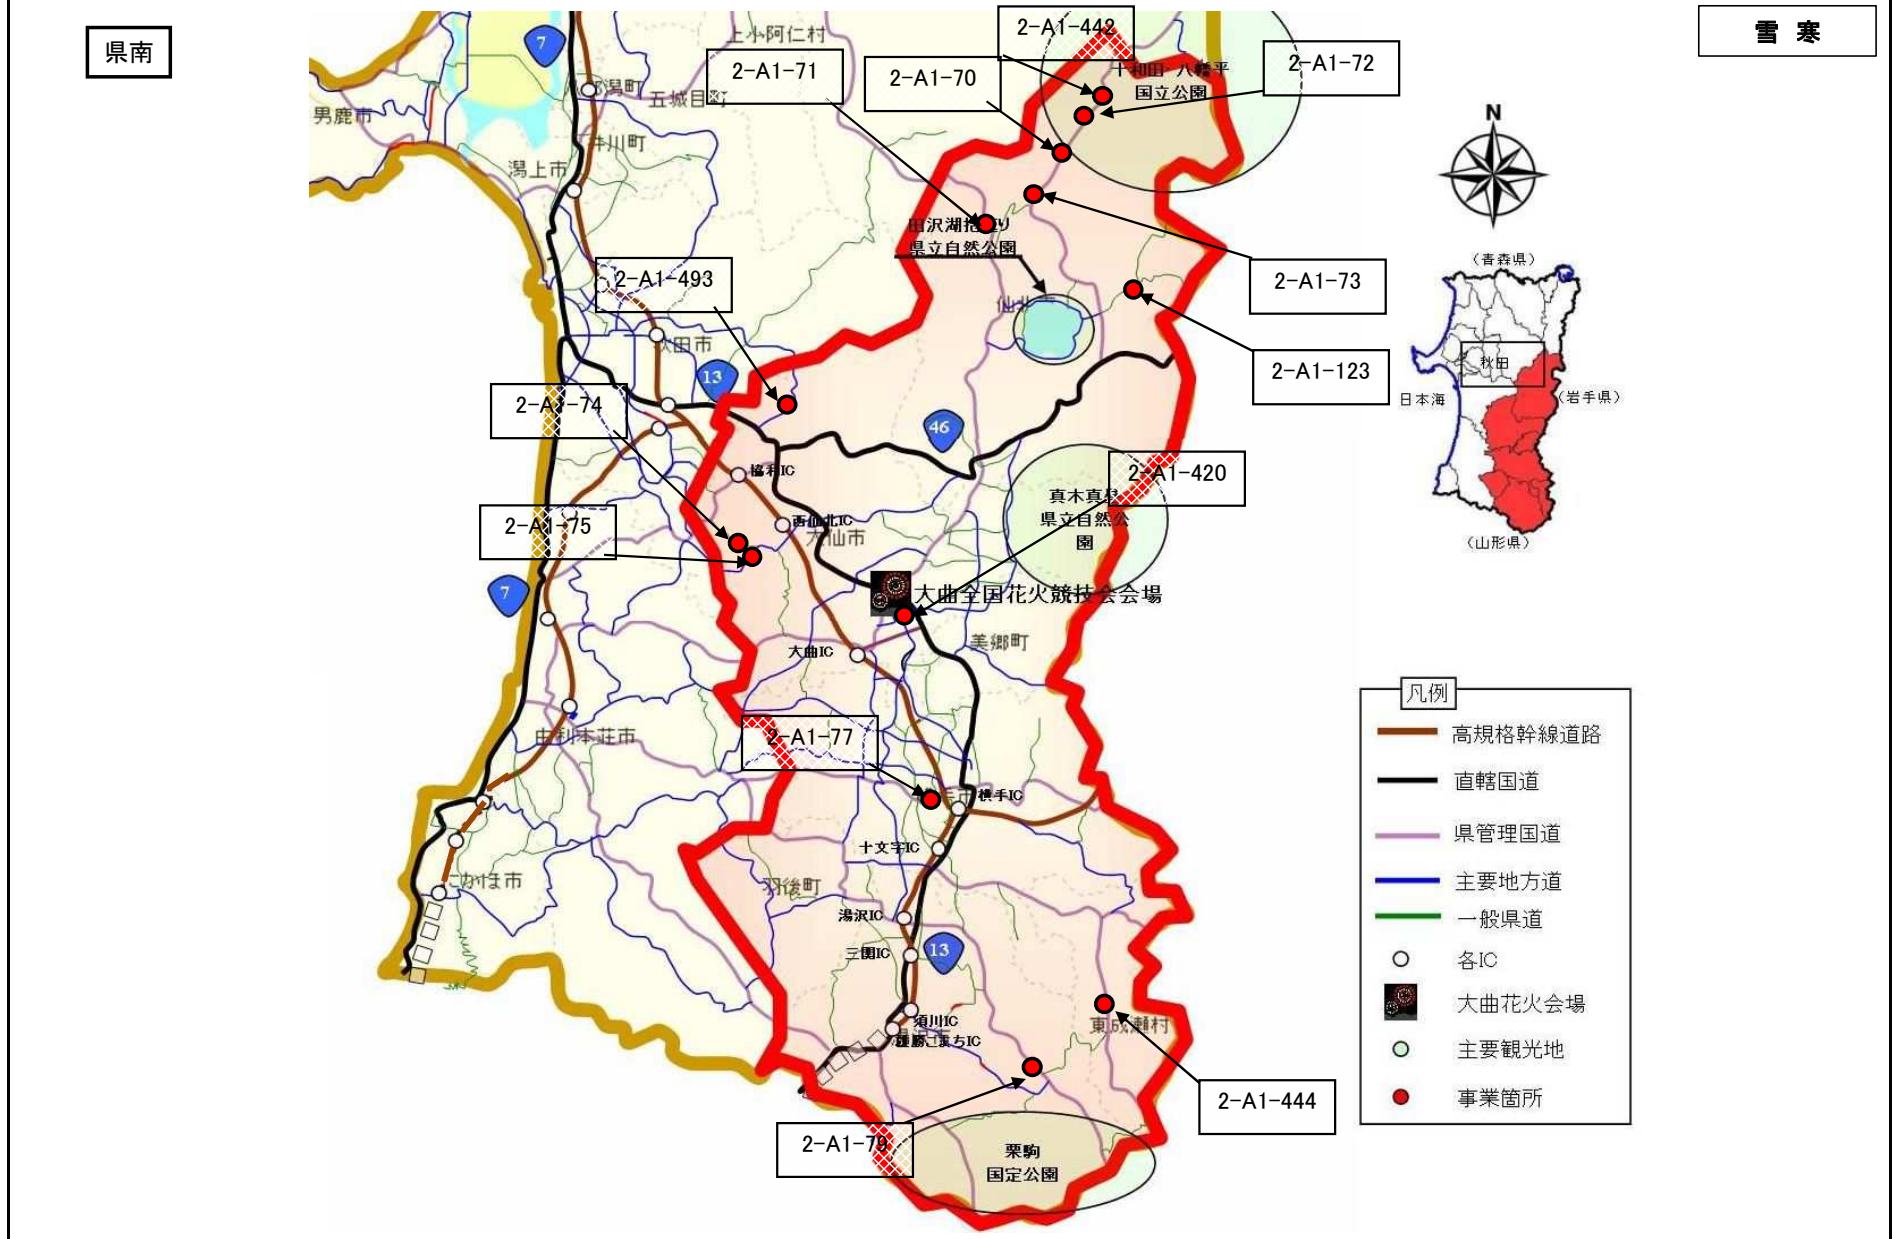 県南
雪寒
7
上小阿仁村
2-A1-442
2-A1-71
2-A1-70
2-A1-72
十和田・八幡平
国立公園
男鹿市
五城目町
井川町
潟上市
N
田沢湖抱返り
県立自然公園
2-A1-493
2-A1-73
仙北市
2-A1-123
秋田市
13
2-A1-74
46
(青森県)
秋田
日本海
(岩手県)
(山形県)
協和IC
2-A1-420
真木真昼
県立自然公
園
2-A1-75
西仙北IC
大仙市
7
大曲全国花火競技会会場
美郷町
大曲IC
由利本荘市
2-A1-77
横手IC
十文字IC
にかほ市
羽後町
湯沢IC
三関IC
13
須川IC
雄勝こまちIC
東成瀬村
2-A1-444
2-A1-79
栗駒
国定公園
凡例
高規格幹線道路
直轄国道
県管理国道
主要地方道
一般県道
各IC
大曲花火会場
主要観光地
事業箇所